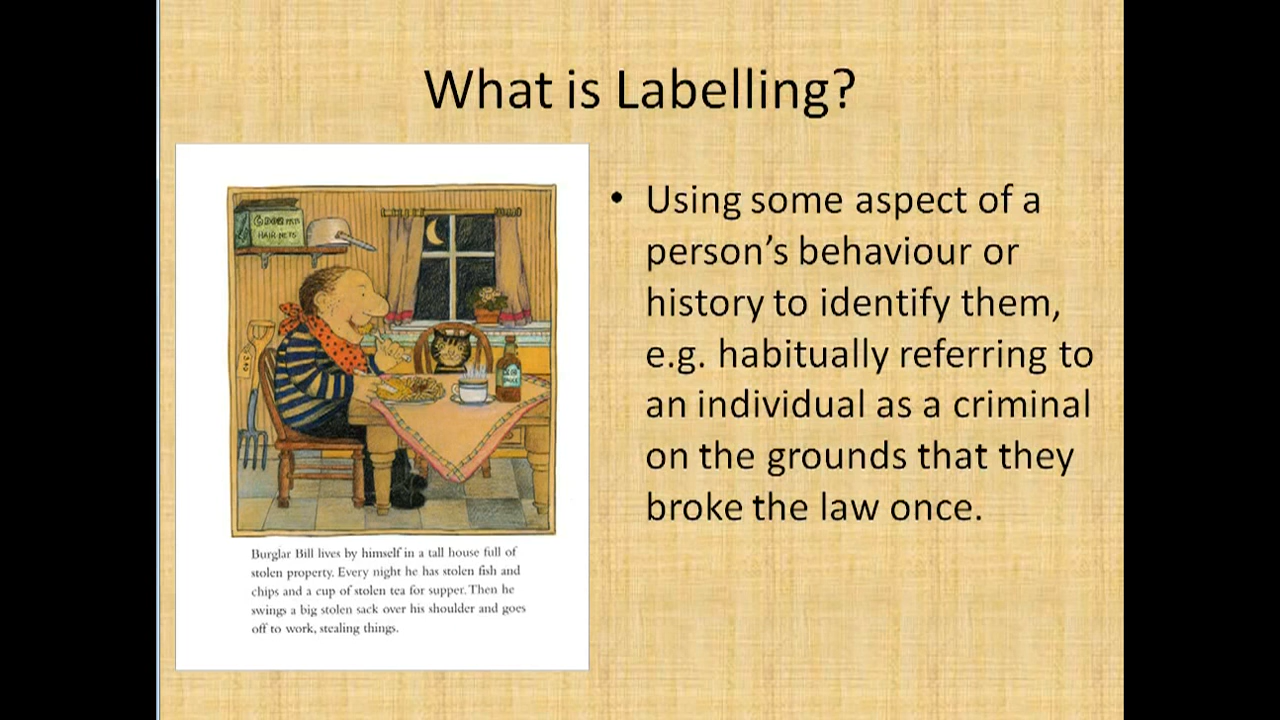 What is Labelling?
• Using some aspect of a
person's behaviour or
history to identify them,
e.g. habitually referring to
an individual as a criminal
on the grounds that they
broke the law once.
HAIR-NETS
Burglar Bill lives by himself in a tall house full of
stolen property. Every night he has stolen fish and
chips and a cup of stolen tea for supper. Then he
swings a big stolen sack over his shoulder and goes
off to work, stealing things.